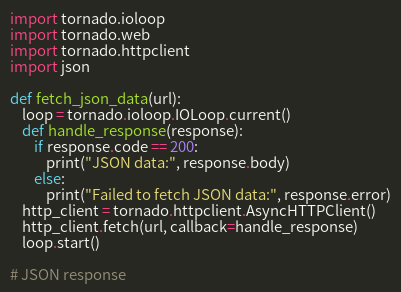 import tornado.ioloop
import tornado.web
import tornado.httpclient
import json

def fetch_json_data(url):
    loop = tornado.ioloop.IOLoop.current()
    def handle_response(response):
        if response.code == 200:
            print("JSON data:", response.body)
        else:
            print("Failed to fetch JSON data:", response.error)
    http_client = tornado.httpclient.AsyncHTTPClient()
    http_client.fetch(url, callback=handle_response)
    loop.start()

# JSON response